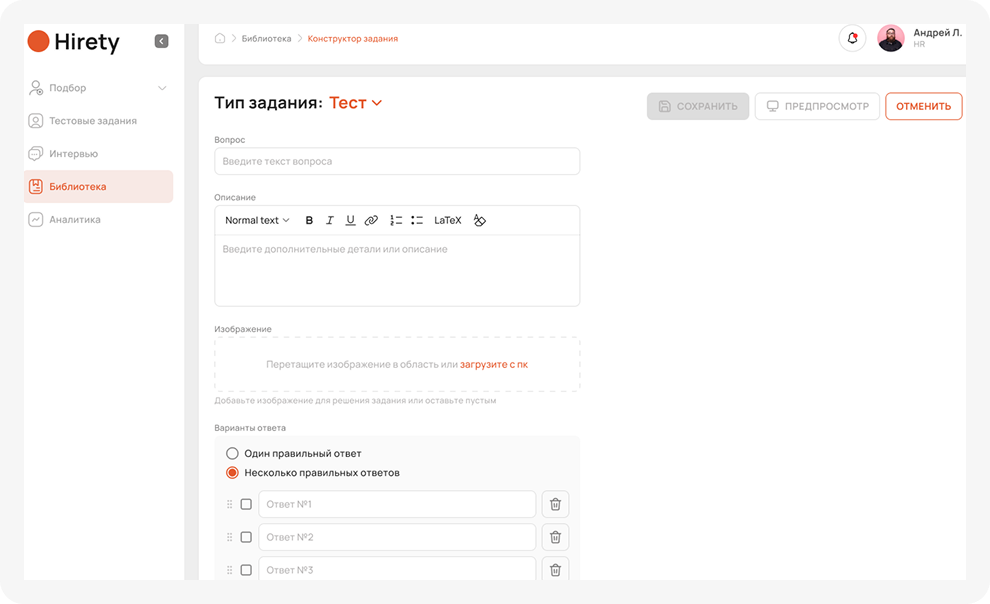 Hirety
Подбор
Тестовые задания
Интервью
Библиотека
Аналитика
Библиотека
Конструктор задания
Андрей Л.
HR
Тип задания: Тест
СОХРАНИТЬ
ПРЕДПРОСМОТР
ОТМЕНИТЬ
Вопрос
Введите текст вопроса
Описание
Normal text B I U LaTeX
Введите дополнительные детали или описание
Изображение
Перетащите изображение в область или загрузите с пк
Добавьте изображение для решения задания или оставьте пустым
Варианты ответа
Один правильный ответ
Несколько правильных ответов
Ответ №1
Ответ №2
Ответ №3